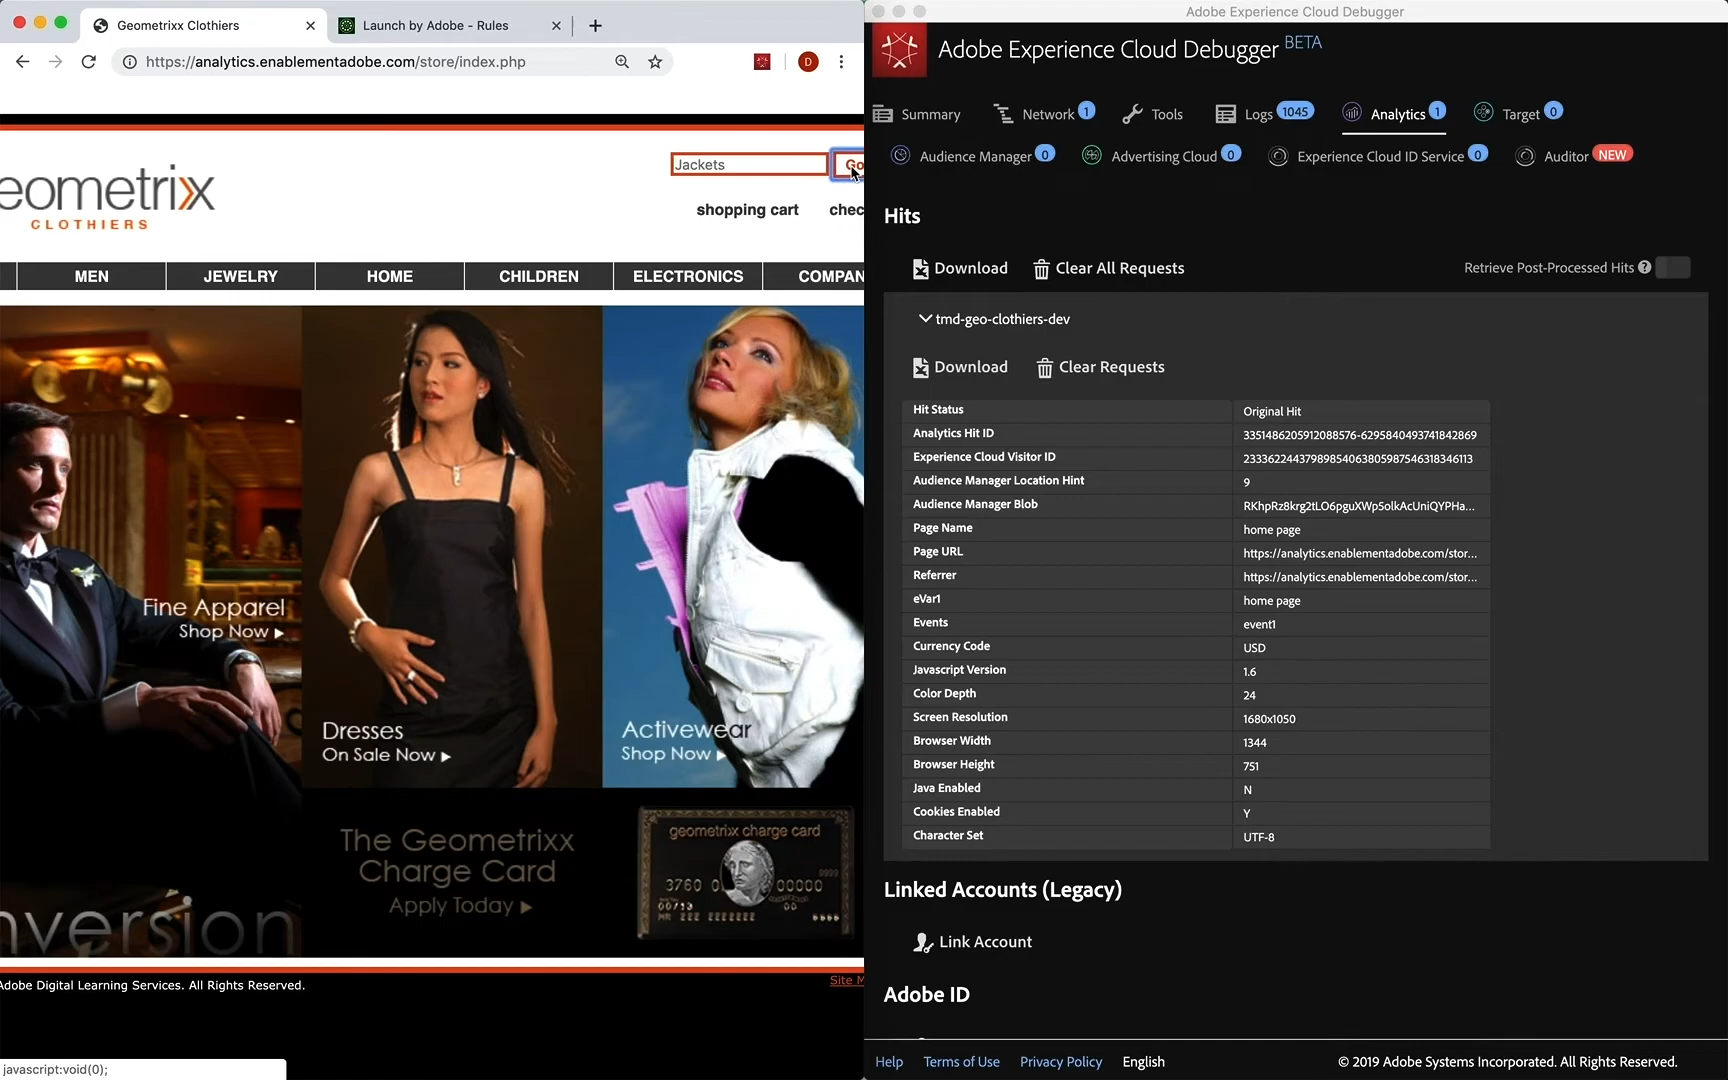 Geometrixx Clothiers
Launch by Adobe - Rules
https://analytics.enablementadobe.com/store/index.php
D
Jackets
Go
eometrixx
CLOTHIERS
shopping cart
chec
MEN
JEWELRY
HOME
CHILDREN
ELECTRONICS
COMPAN
Fine Apparel
Shop Now
Dresses
On Sale Now
Activewear
Shop Now
nversion
The Geometrixx
Charge Card
Apply Today
geometrixx charge card
Adobe Digital Learning Services. All Rights Reserved.
Site M
javascript:void(0);
Adobe Experience Cloud Debugger
Adobe Experience Cloud Debugger BETA
Summary
Network 1
Tools
Logs 1045
Analytics 1
Target 0
Audience Manager 0
Advertising Cloud 0
Experience Cloud ID Service 0
Auditor NEW
Hits
Download
Clear All Requests
Retrieve Post-Processed Hits ?
tmd-geo-clothiers-dev
Download
Clear Requests
Hit Status Original Hit
Analytics Hit ID 3351486205912088576-6295840493741842869
Experience Cloud Visitor ID 23336224437989854063805987546318346113
Audience Manager Location Hint 9
Audience Manager Blob RKhpRz8krg2tLO6pguXWp5olkAcUniQYPHa...
Page Name home page
Page URL https://analytics.enablementadobe.com/stor...
Referrer https://analytics.enablementadobe.com/stor...
eVar1 home page
Events event1
Currency Code USD
Javascript Version 1.6
Color Depth 24
Screen Resolution 1680x1050
Browser Width 1344
Browser Height 751
Java Enabled N
Cookies Enabled Y
Character Set UTF-8
Linked Accounts (Legacy)
Link Account
Adobe ID
Help
Terms of Use
Privacy Policy
English
© 2019 Adobe Systems Incorporated. All Rights Reserved.